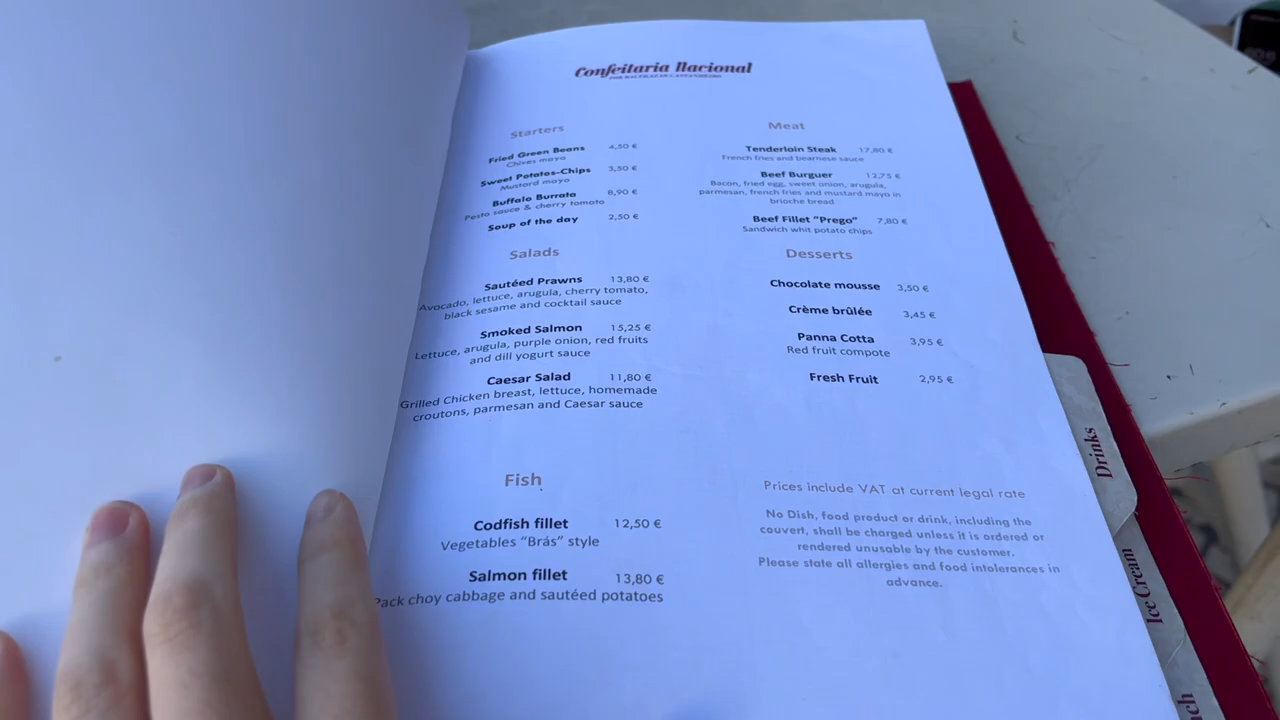 Confeitaria Nacional
POR BALTHAZAR CASTANHEIRO
Starters
Fried Green Beans 4,50 €
Chives mayo
Sweet Potatos-Chips 3,50 €
Mustard mayo
Buffalo Burrata 8,90 €
Pesto sauce & cherry tomato
Soup of the day 2,50 €
Salads
Sautéed Prawns 13,80 €
Avocado, lettuce, arugula, cherry tomato,
black sesame and cocktail sauce
Smoked Salmon 15,25 €
Lettuce, arugula, purple onion, red fruits
and dill yogurt sauce
Caesar Salad 11,80 €
Grilled Chicken breast, lettuce, homemade
croutons, parmesan and Caesar sauce
Fish
Codfish fillet 12,50 €
Vegetables “Brás” style
Salmon fillet 13,80 €
Pack choy cabbage and sautéed potatoes
Meat
Tenderloin Steak 17,80 €
French fries and bearnese sauce
Beef Burguer 12,75 €
Bacon, fried egg, sweet onion, arugula,
parmesan, french fries and mustard mayo in
brioche bread
Beef Fillet “Prego” 7,80 €
Sandwich whit potato chips
Desserts
Chocolate mousse 3,50 €
Crème brûlée 3,45 €
Panna Cotta 3,95 €
Red fruit compote
Fresh Fruit 2,95 €
Prices include VAT at current legal rate
No Dish, food product or drink, including the
couvert, shall be charged unless it is ordered or
rendered unusable by the customer.
Please state all allergies and food intolerances in
advance.
Drinks
Ice Cream